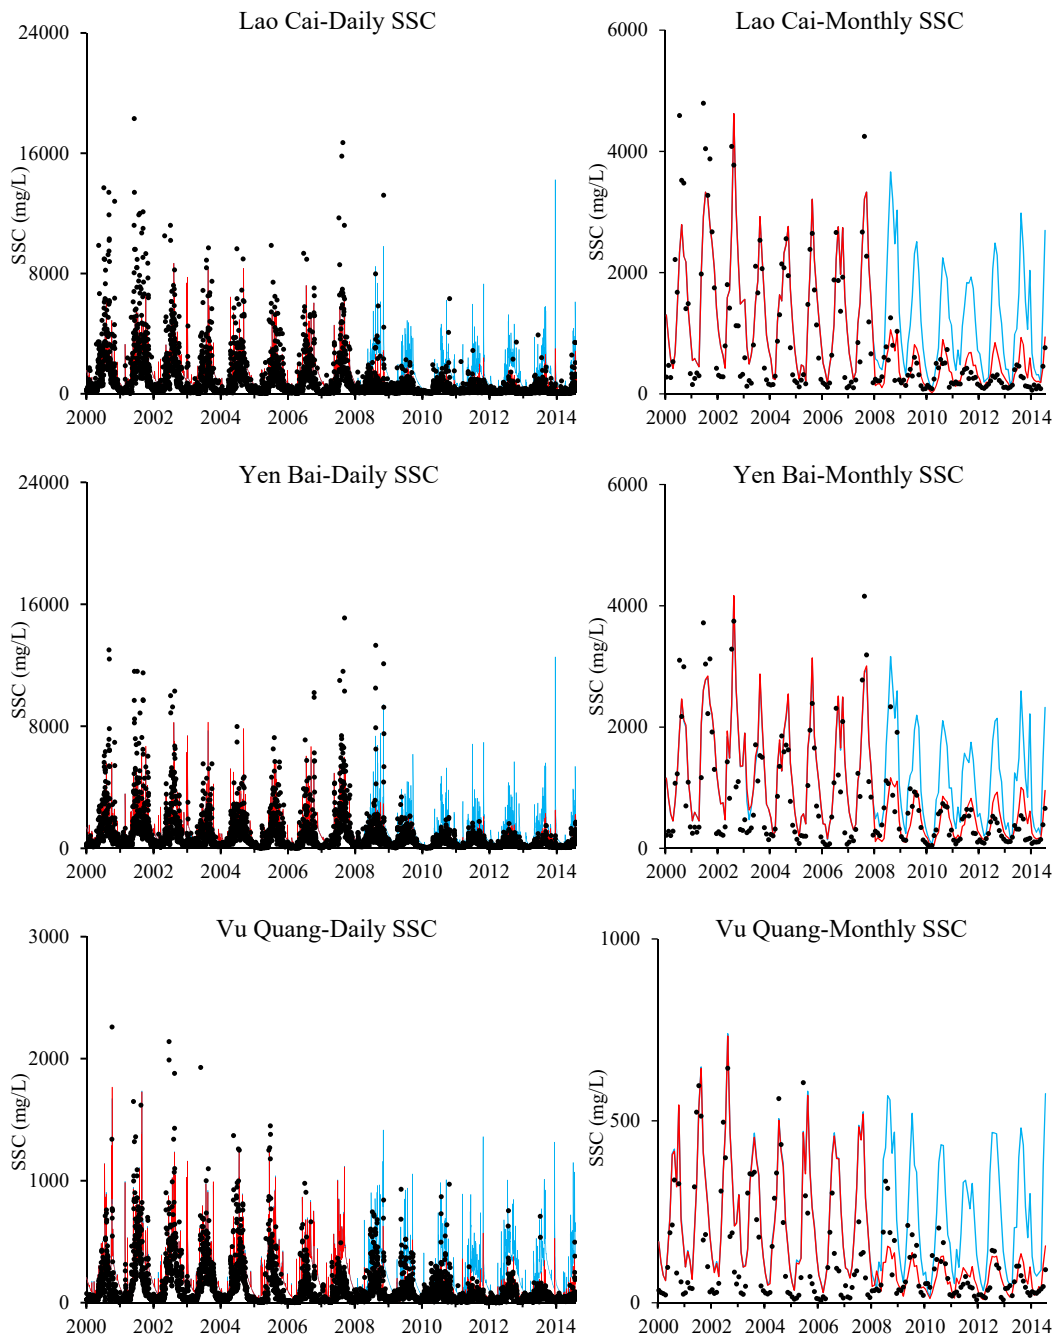 Lao Cai-Daily SSC
24000
16000
8000
0
SSC (mg/L)
2000 2002 2004 2006 2008 2010 2012 2014
Lao Cai-Monthly SSC
6000
4000
2000
0
SSC (mg/L)
2000 2002 2004 2006 2008 2010 2012 2014
Yen Bai-Daily SSC
24000
16000
8000
0
SSC (mg/L)
2000 2002 2004 2006 2008 2010 2012 2014
Yen Bai-Monthly SSC
6000
4000
2000
0
SSC (mg/L)
2000 2002 2004 2006 2008 2010 2012 2014
Vu Quang-Daily SSC
3000
2000
1000
0
SSC (mg/L)
2000 2002 2004 2006 2008 2010 2012 2014
Vu Quang-Monthly SSC
1000
500
0
SSC (mg/L)
2000 2002 2004 2006 2008 2010 2012 2014